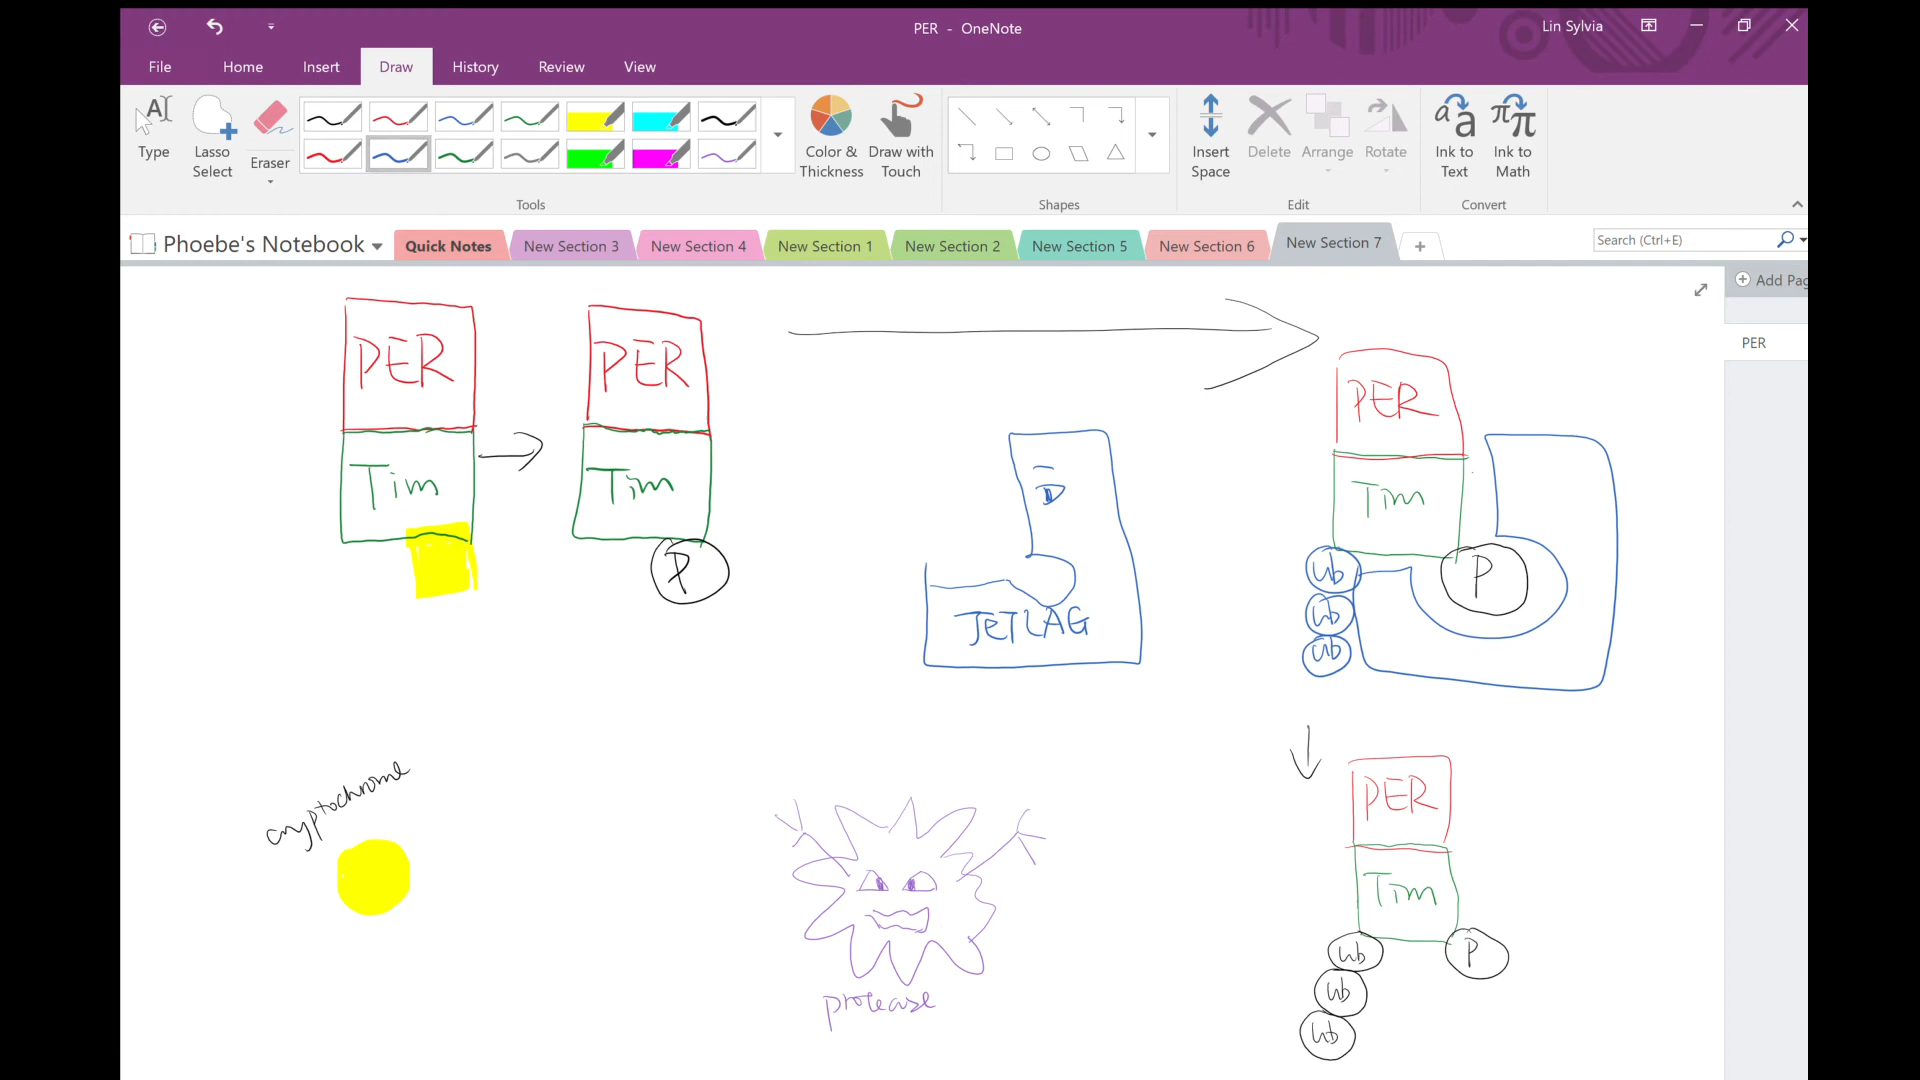 PER - OneNote
Lin Sylvia
File Home Insert Draw History Review View
Type
Lasso Select
Eraser
Color & Thickness
Draw with Touch
Insert Space
Delete
Arrange
Rotate
Ink to Text
Ink to Math
Tools
Shapes
Edit
Convert
Phoebe's Notebook
Quick Notes
New Section 3
New Section 4
New Section 1
New Section 2
New Section 5
New Section 6
New Section 7
Search (Ctrl+E)
Add Pag
PER
PER
Tim
PER
Tim
P
JETLAG
PER
Tim
P
Ub
Ub
Ub
cryptochrome
protease
PER
Tim
Ub
P
Ub
Ub